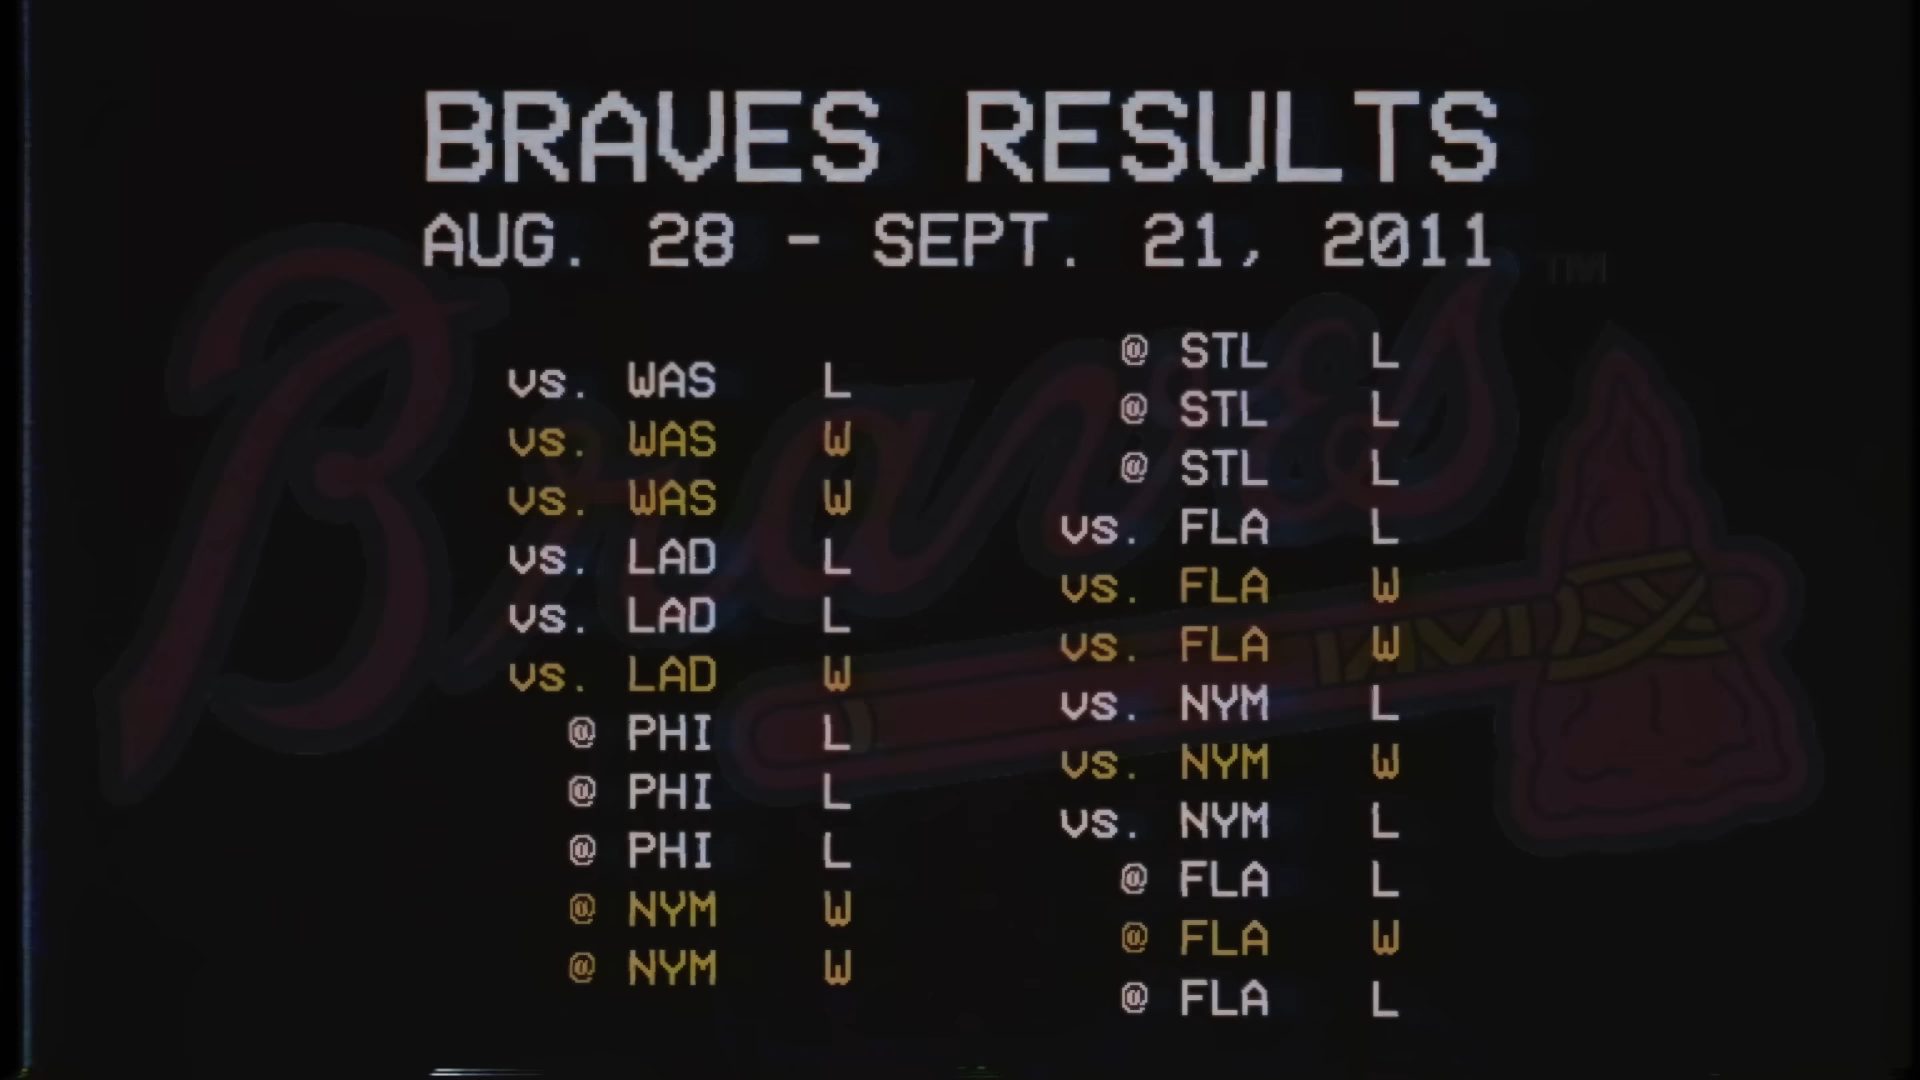 BRAVES RESULTS
AUG. 28 - SEPT. 21, 2011
vs. WAS L
vs. WAS W
vs. WAS W
vs. LAD L
vs. LAD L
vs. LAD W
@ PHI L
@ PHI L
@ PHI L
@ NYM W
@ NYM W
@ STL L
@ STL L
@ STL L
vs. FLA L
vs. FLA W
vs. FLA W
vs. NYM L
vs. NYM W
vs. NYM L
@ FLA L
@ FLA W
@ FLA L
Braves
TM